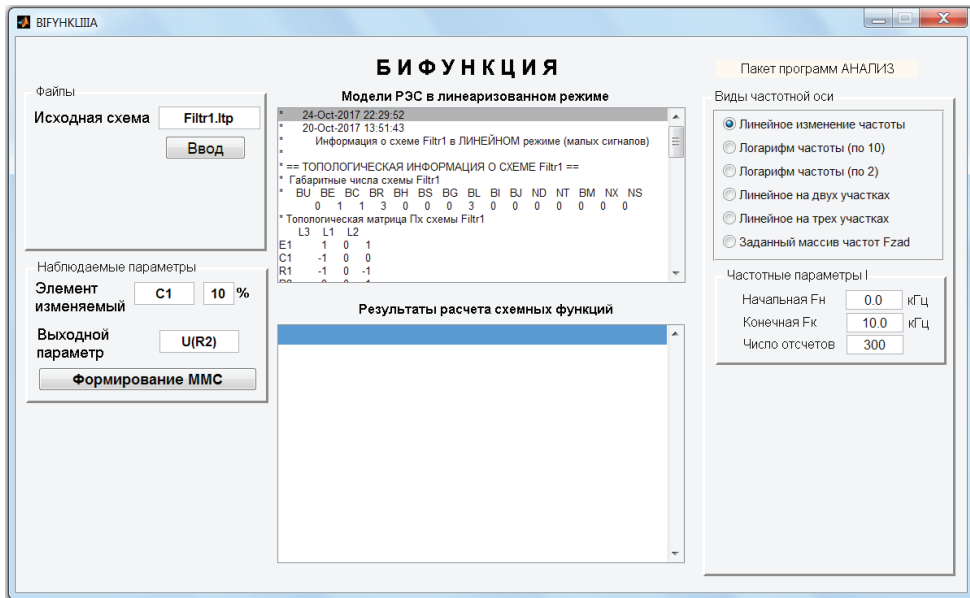 BIFYHKLIIIA
Б И Ф У Н К Ц И Я
Пакет программ АНАЛИЗ
Файлы
Исходная схема Filtr1.ltp
Ввод
Наблюдаемые параметры
Элемент
изменяемый
C1 10 %
Выходной
параметр
U(R2)
Формирование ММС
Модели РЭС в линеаризованном режиме
* 24-Oct-2017 22:29:52
* 20-Oct-2017 13:51:43
* Информация о схеме Filtr1 в ЛИНЕЙНОМ режиме (малых сигналов)
*
* == ТОПОЛОГИЧЕСКАЯ ИНФОРМАЦИЯ О СХЕМЕ Filtr1 ==
* Габаритные числа схемы Filtr1
* BU BE BC BR BH BS BG BL BI BJ ND NT BM NX NS
0 1 1 3 0 0 0 3 0 0 0 0 0 0 0
* Топологическая матрица Пх схемы Filtr1
L3 L1 L2
E1 1 0 1
C1 -1 0 0
R1 -1 0 -1
Результаты расчета схемных функций
Виды частотной оси
Линейное изменение частоты
Логарифм частоты (по 10)
Логарифм частоты (по 2)
Линейное на двух участках
Линейное на трех участках
Заданный массив частот Fzad
Частотные параметры I
Начальная Fн 0.0 кГц
Конечная Fк 10.0 кГц
Число отсчетов 300